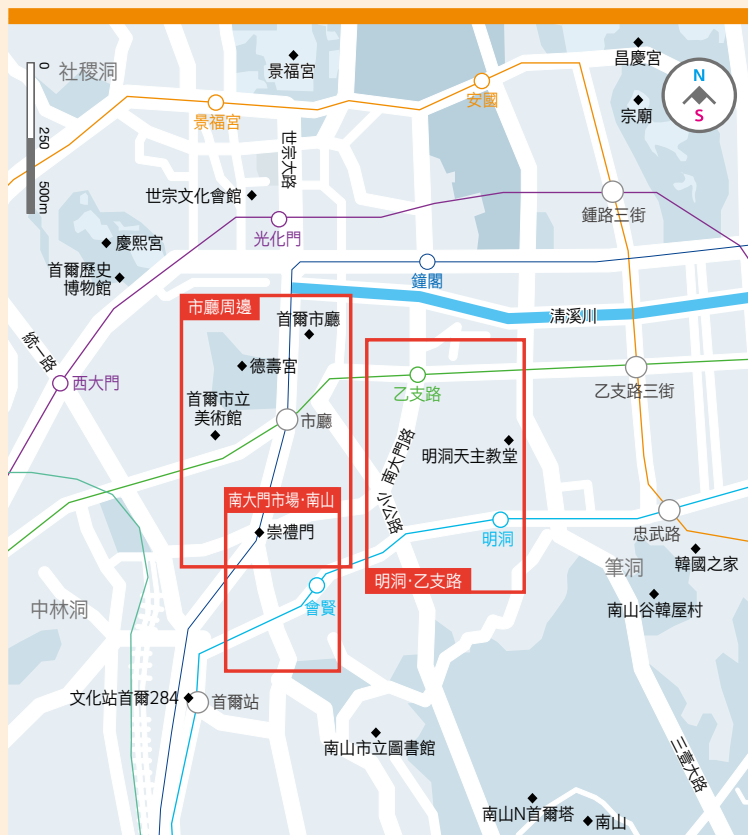 0
250
500m
社稷洞
景福宮
昌慶宮
N
S
宗廟
安國
景福宮
世宗大路
世宗文化會館
鍾路三街
光化門
慶熙宮
首爾歷史
博物館
鐘閣
清溪川
市廳周邊
首爾市廳
統一路
西大門
德壽宮
乙支路
乙支路三街
首爾市立
美術館
市廳
南大門路
明洞天主教堂
小公路
南大門市場·南山
崇禮門
明洞
忠武路
韓國之家
筆洞
明洞·乙支路
會賢
中林洞
南山谷韓屋村
文化站首爾284
首爾站
南山市立圖書館
三壹大路
南山N首爾塔
南山